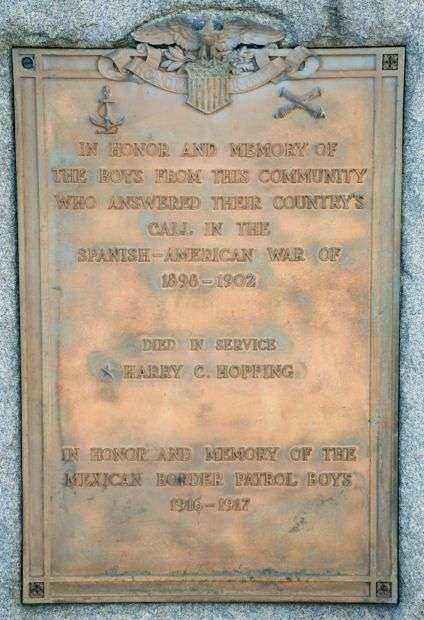 IN HONOR AND MEMORY OF
THE BOYS FROM THIS COMMUNITY
WHO ANSWERED THEIR COUNTRY'S
CALL IN THE
SPANISH-AMERICAN WAR OF
1898-1902
DIED IN SERVICE
HARRY C. HOPPING
IN HONOR AND MEMORY OF THE
MEXICAN BORDER PATROL BOYS
1916-1917